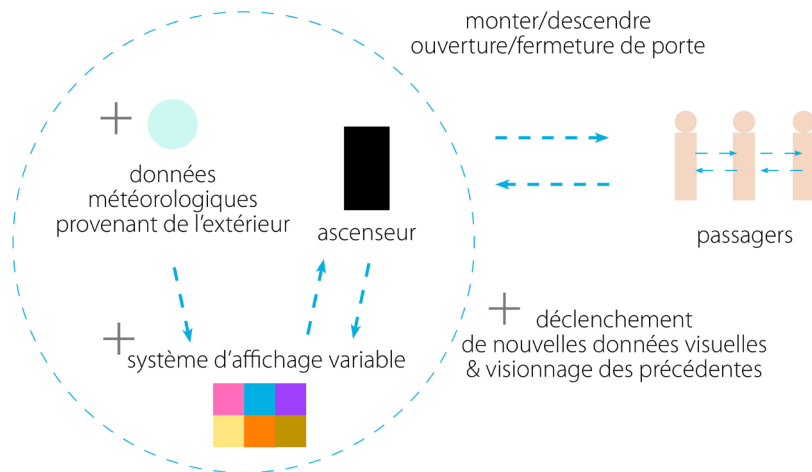 monter/descendre
ouverture/fermeture de porte
données
météorologiques
provenant de l’extérieur
ascenseur
passagers
système d’affichage variable
déclenchement
de nouvelles données visuelles
& visionnage des précédentes